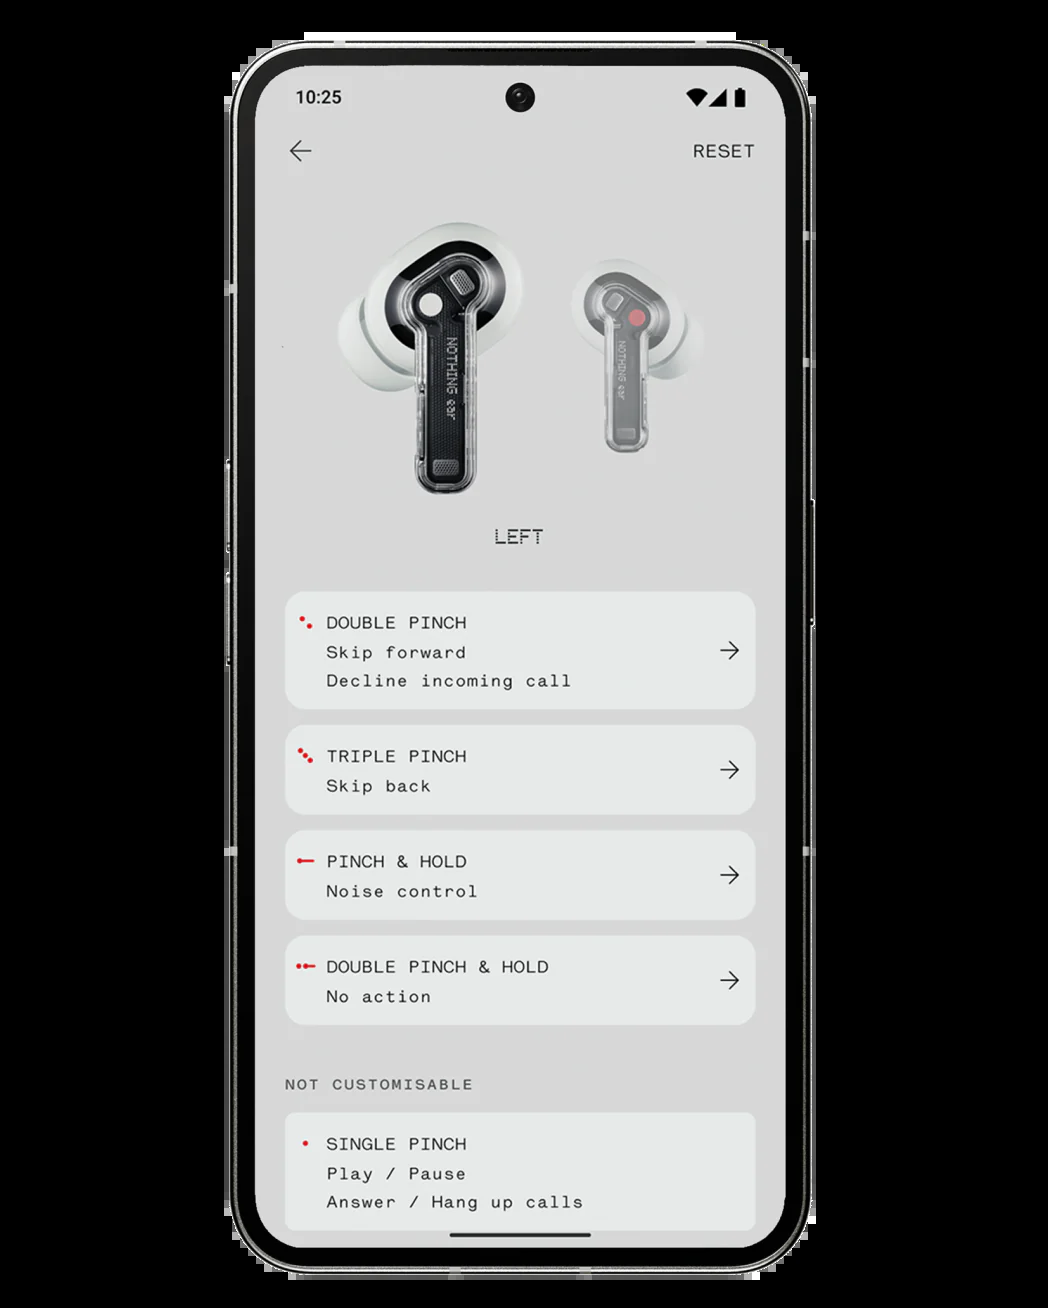 10:25
RESET
NOTHING ear
NOTHING ear
LEFT
DOUBLE PINCH
Skip forward
Decline incoming call
TRIPLE PINCH
Skip back
PINCH & HOLD
Noise control
DOUBLE PINCH & HOLD
No action
NOT CUSTOMISABLE
SINGLE PINCH
Play / Pause
Answer / Hang up calls